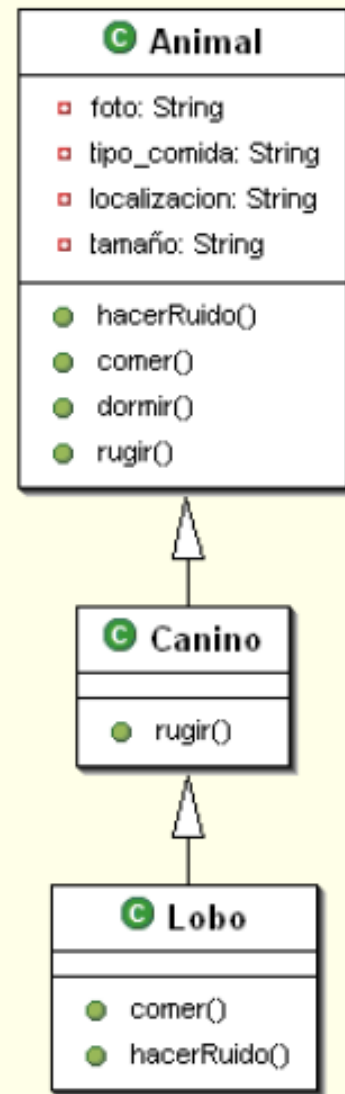 C Animal
foto: String
tipo_comida: String
localizacion: String
tamaño: String
hacerRuido()
comer()
dormir()
rugir()
C Canino
rugir()
C Lobo
comer()
hacerRuido()